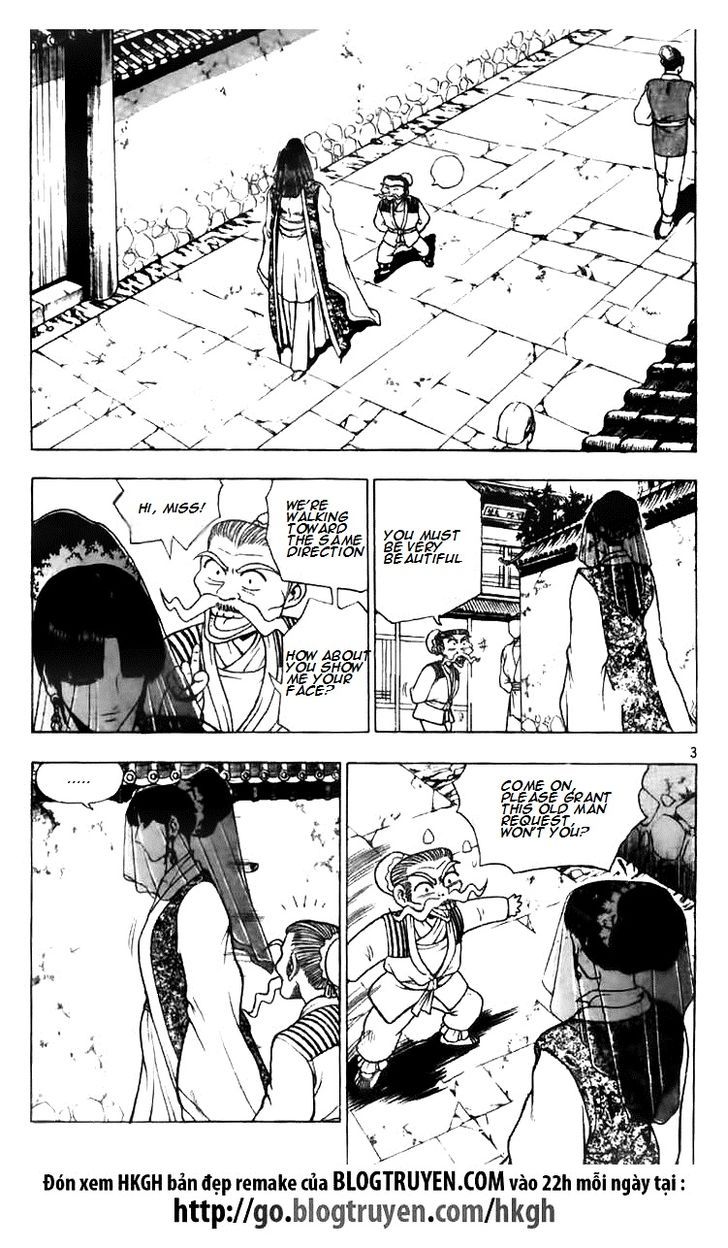 HI, MISS!
WE'RE
WALKING
TOWARD
THE SAME
DIRECTION
HOW ABOUT
YOU SHOW
ME YOUR
FACE?
YOU MUST
BE VERY
BEAUTIFUL
3
.....
COME ON,
PLEASE GRANT
THIS OLD MAN
REQUEST,
WON'T YOU?
Đón xem HKGH bản đẹp remake của BLOGTRUYEN.COM vào 22h mỗi ngày tại :
http://go.blogtruyen.com/hkgh